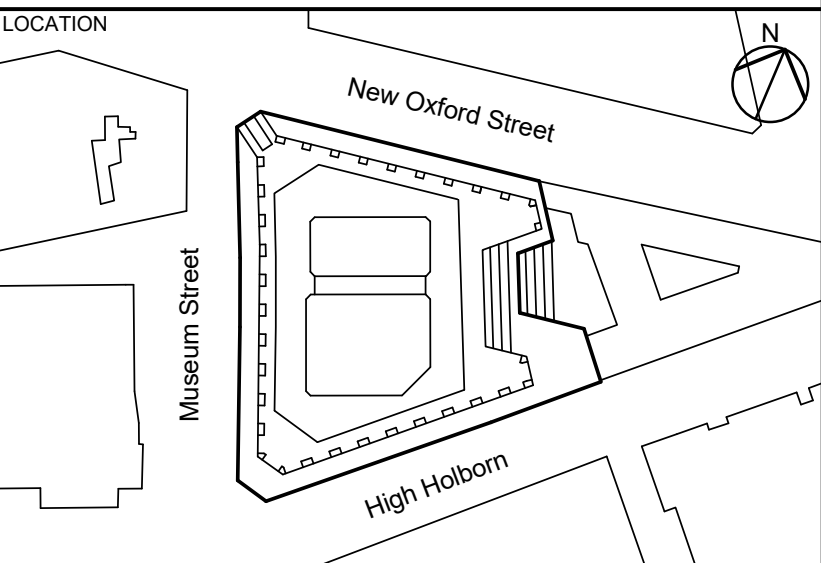 LOCATION
N
New Oxford Street
Museum Street
High Holborn